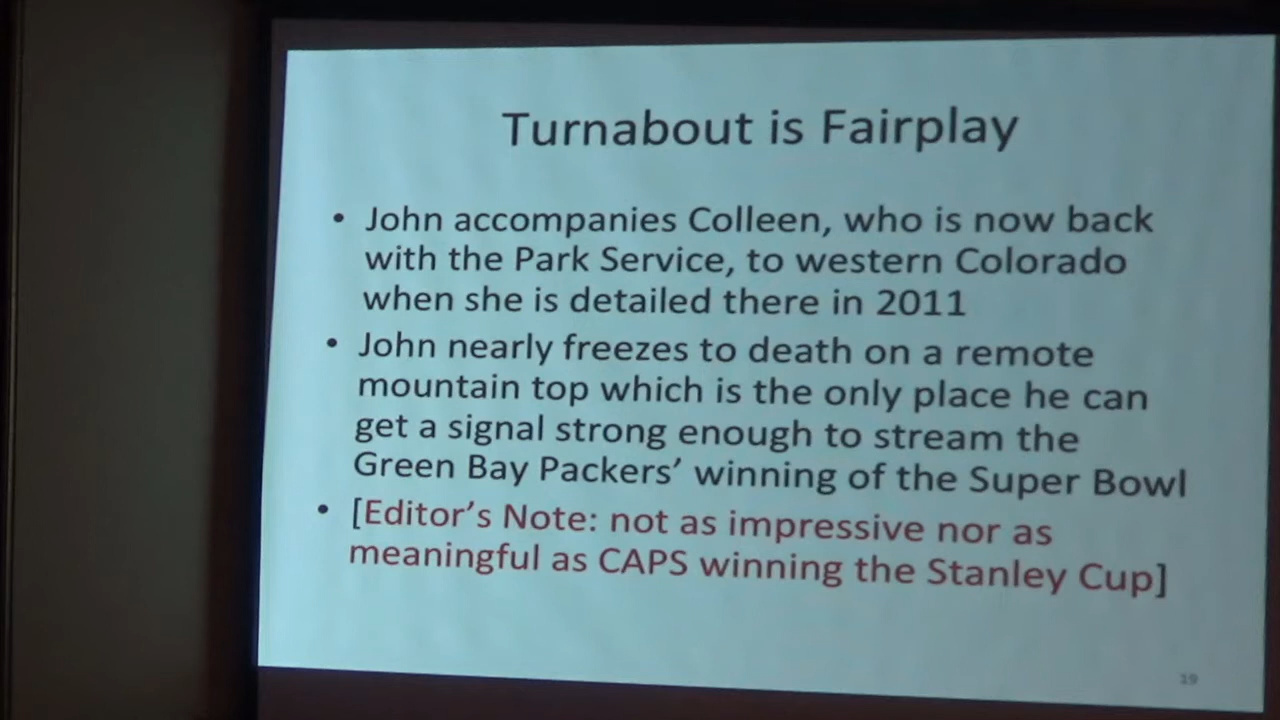 Turnabout is Fairplay
• John accompanies Colleen, who is now back
with the Park Service, to western Colorado
when she is detailed there in 2011
• John nearly freezes to death on a remote
mountain top which is the only place he can
get a signal strong enough to stream the
Green Bay Packers’ winning of the Super Bowl
• [Editor’s Note: not as impressive nor as
meaningful as CAPS winning the Stanley Cup]
19